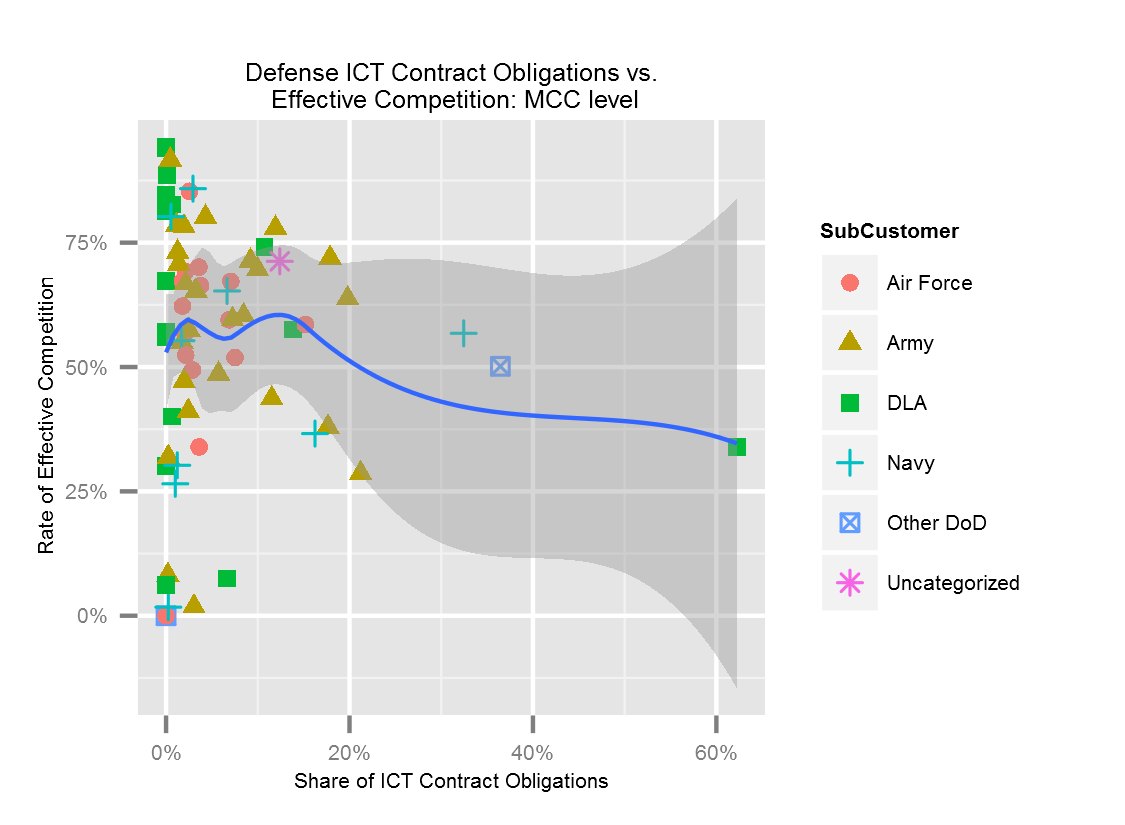 Defense ICT Contract Obligations vs.
Effective Competition: MCC level
Rate of Effective Competition
75%
50%
25%
0%
0%
20%
40%
60%
Share of ICT Contract Obligations
SubCustomer
Air Force
Army
DLA
Navy
Other DoD
Uncategorized